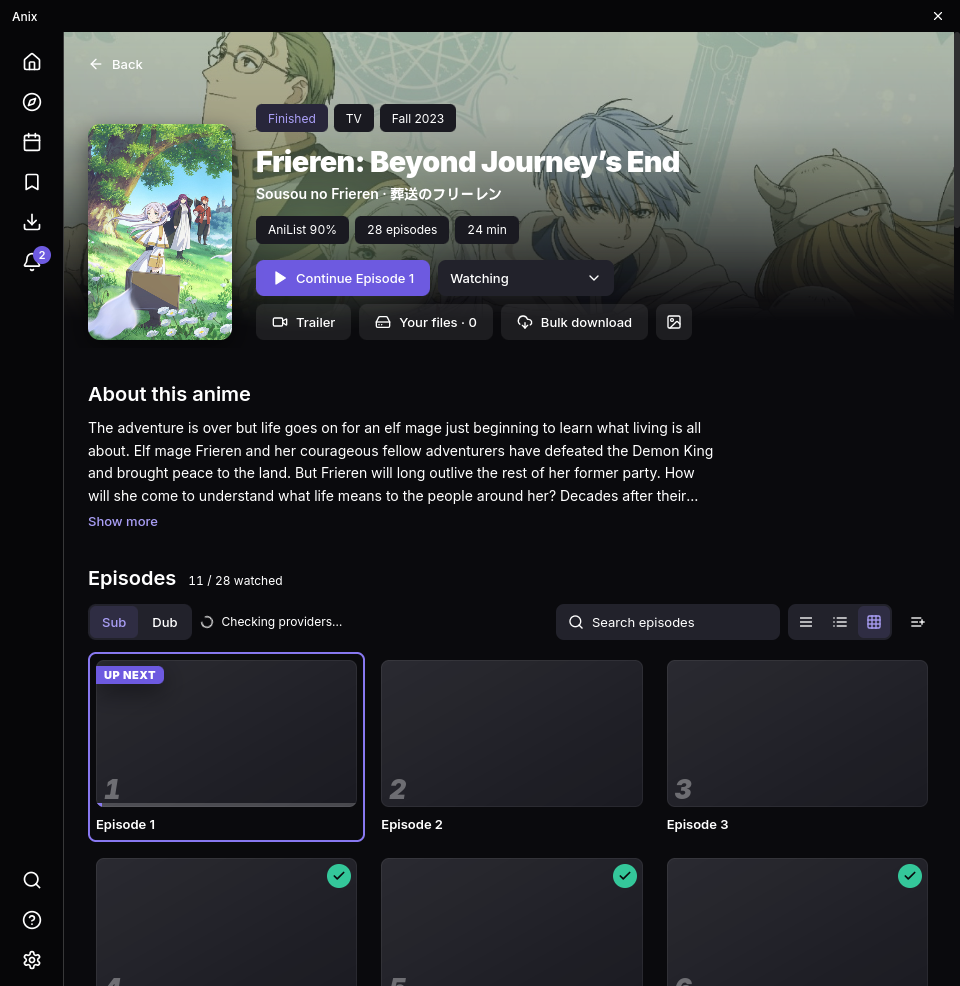 Anix
2
Back
Finished
TV
Fall 2023
Frieren: Beyond Journey’s End
Sousou no Frieren · 葬送のフリーレン
AniList 90%
28 episodes
24 min
Continue Episode 1
Watching
Trailer
Your files · 0
Bulk download
About this anime
The adventure is over but life goes on for an elf mage just beginning to learn what living is all
about. Elf mage Frieren and her courageous fellow adventurers have defeated the Demon King
and brought peace to the land. But Frieren will long outlive the rest of her former party. How
will she come to understand what life means to the people around her? Decades after their…
Show more
Episodes
11 / 28 watched
Sub
Dub
Checking providers…
Search episodes
UP NEXT
1
Episode 1
2
Episode 2
3
Episode 3
4
5
6